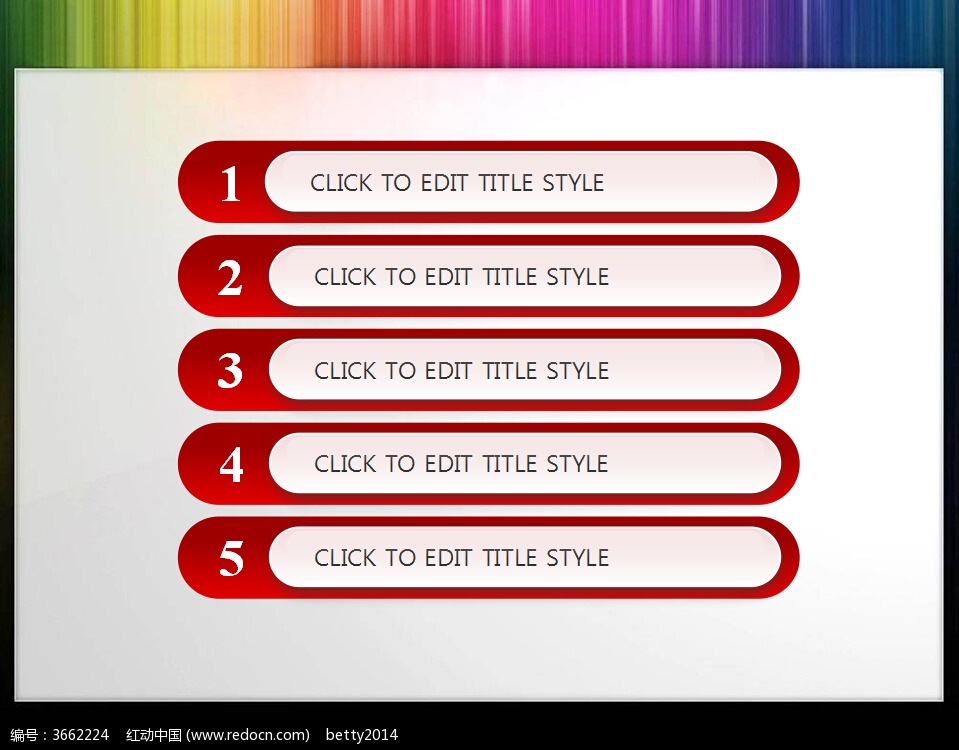 1 CLICK TO EDIT TITLE STYLE
2 CLICK TO EDIT TITLE STYLE
3 CLICK TO EDIT TITLE STYLE
4 CLICK TO EDIT TITLE STYLE
5 CLICK TO EDIT TITLE STYLE
编号：3662224 红动中国 (www.redocn.com) betty2014